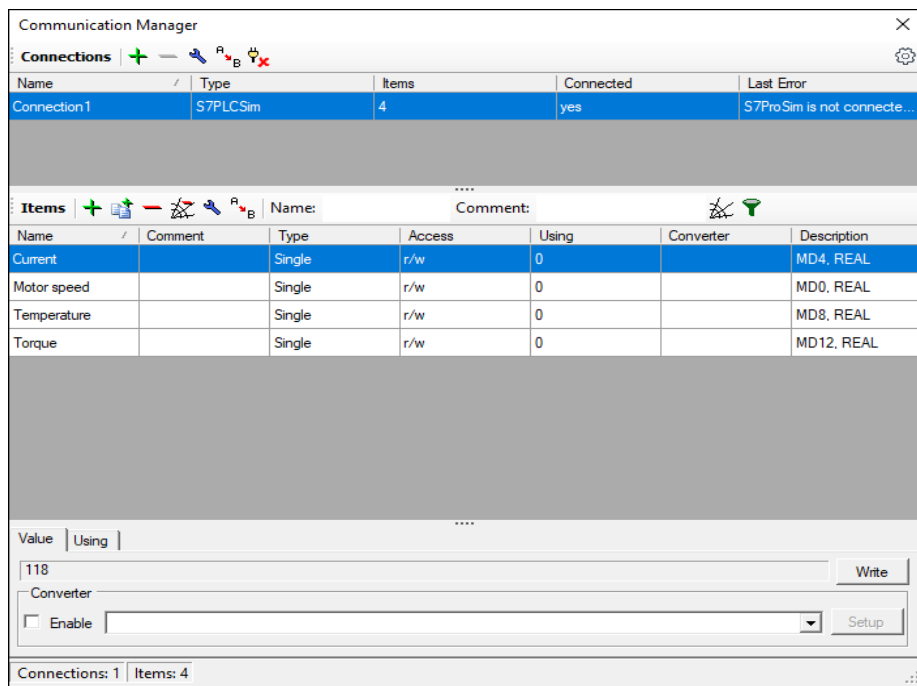 Communication Manager
Connections A B
Name Type Items Connected Last Error
Connection1 S7PLCSim 4 yes S7ProSim is not connecte...
Items A B Name: Comment:
Name Comment Type Access Using Converter Description
Current Single r/w 0 MD4, REAL
Motor speed Single r/w 0 MD0, REAL
Temperature Single r/w 0 MD8, REAL
Torque Single r/w 0 MD12, REAL
Value Using
118 Write
Converter
Enable Setup
Connections: 1 Items: 4